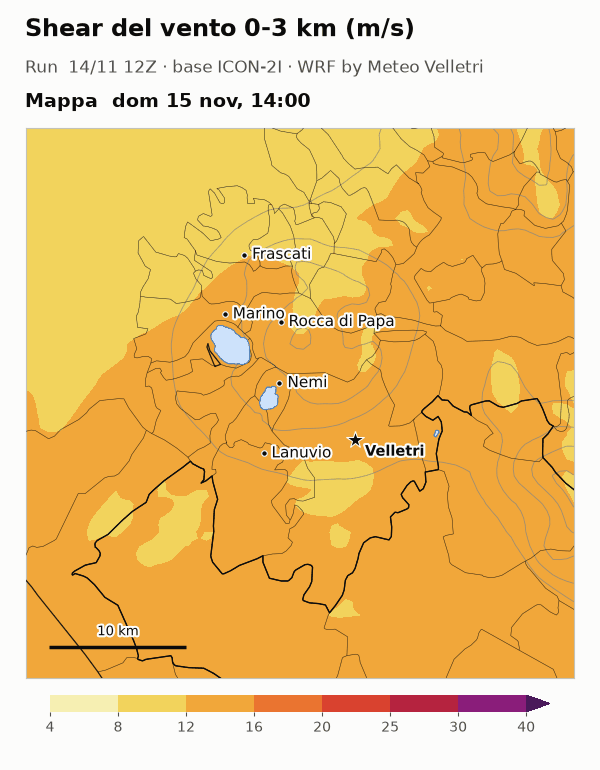 Shear del vento 0-3 km (m/s)
Run  14/11 12Z · base ICON-2I · WRF by Meteo Velletri
Mappa  dom 15 nov, 14:00
Frascati
Marino
Rocca di Papa
Nemi
Velletri
Lanuvio
10 km
4 8 12 16 20 25 30 40